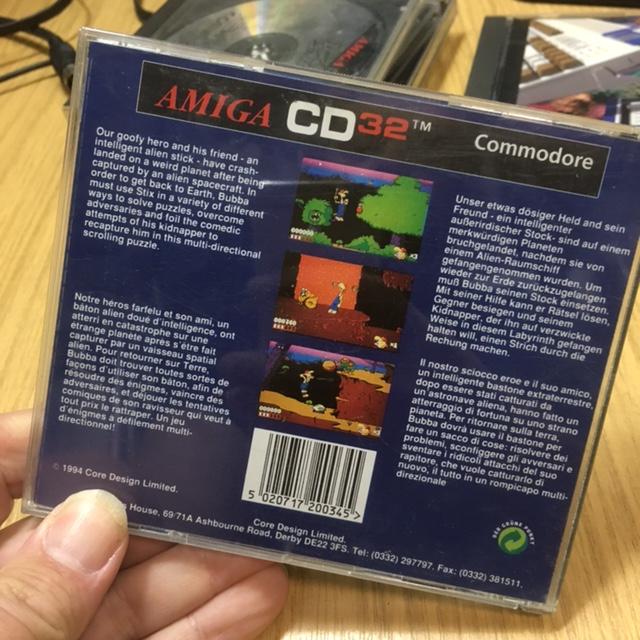 AMIGA CD32™ Commodore
Our goofy hero and his friend - an
intelligent alien stick - have crash-
landed on a weird planet after being
captured by an alien spacecraft. In
order to get back to Earth, Bubba
must use Stix in a variety of different
ways to solve puzzles, overcome
adversaries and foil the comedic
attempts of his kidnapper to
recapture him in this multi-directional
scrolling puzzle.
Notre héros farfelu et son ami, un
bâton alien doué d'intelligence, ont
atterri en catastrophe sur une
étrange planète après s'être fait
capturer par un vaisseau spatial
alien. Pour retourner sur Terre,
Bubba doit trouver toutes sortes de
façons d'utiliser son bâton, afin de
résoudre des énigmes, vaincre des
adversaires, et déjouer les tentatives
comiques de son ravisseur qui veut à
tout prix le rattraper. Un jeu
d'énigmes à défilement multi-
directionnel!
Unser etwas dösiger Held und sein
Freund - ein intelligenter
außerirdischer Stock- sind auf einem
merkwürdigen Planeten
bruchgelandet, nachdem sie von
einem Alien-Raumschiff
gefangengenommen wurden. Um
wieder zur Erde zurückzugelangen
muß Bubba seinen Stock einsetzen.
Mit seiner Hilfe kann er Rätsel lösen,
Gegner besiegen und seinem
Kidnapper, der ihn auf verzwickte
Weise in diesem Labyrinth gefangen
halten will, einen Strich durch die
Rechnung machen.
Il nostro sciocco eroe e il suo amico,
un intelligente bastone extraterrestre,
dopo essere stati catturati da
un astronave aliena, hanno fatto un
atterraggio di fortuna su uno strano
pianeta. Per ritornare sulla terra,
Bubba dovrà usare il bastone per
fare un sacco di cose: risolvere dei
problemi, sconfiggere gli avversari e
sventare i ridicoli attacchi del suo
rapitore, che vuole catturarlo di
nuovo, il tutto in un rompicapo multi-
direzionale
5 020717 200345 >
© 1994 Core Design Limited.
Core Design Limited.
House, 69/71A Ashbourne Road, Derby DE22 3FS. Tel: (0332) 297797. Fax: (0332) 381511.
DER GRÜNE PUNKT
AMIGA